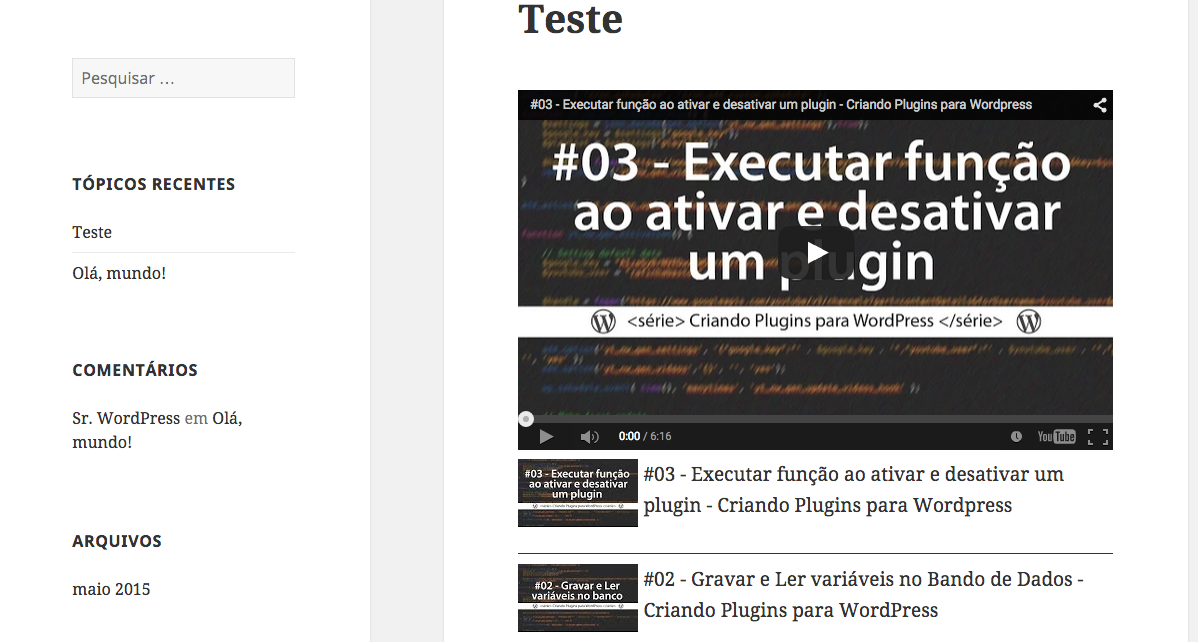 Pesquisar …
TÓPICOS RECENTES
Teste
Olá, mundo!
COMENTÁRIOS
Sr. WordPress em Olá,
mundo!
ARQUIVOS
maio 2015
Teste
#03 - Executar função ao ativar e desativar um plugin - Criando Plugins para Wordpress
#03 - Executar função
ao ativar e desativar
um plugin
<série> Criando Plugins para WordPress </série>
0:00 / 6:16
YouTube
#03 - Executar função
ao ativar e desativar
um plugin
#03 - Executar função ao ativar e desativar um
plugin - Criando Plugins para Wordpress
#02 - Gravar e Ler
variáveis no banco
#02 - Gravar e Ler variáveis no Bando de Dados -
Criando Plugins para WordPress